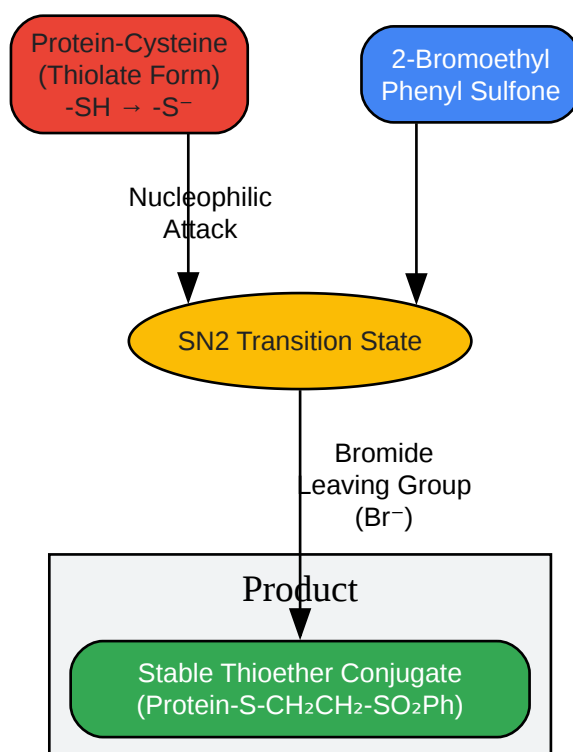 Protein-Cysteine
(Thiolate Form)
-SH → -S⁻
2-Bromoethyl
Phenyl Sulfone
Nucleophilic
Attack
SN2 Transition State
Bromide
Leaving Group
(Br⁻)
Product
Stable Thioether Conjugate
(Protein-S-CH₂CH₂-SO₂Ph)